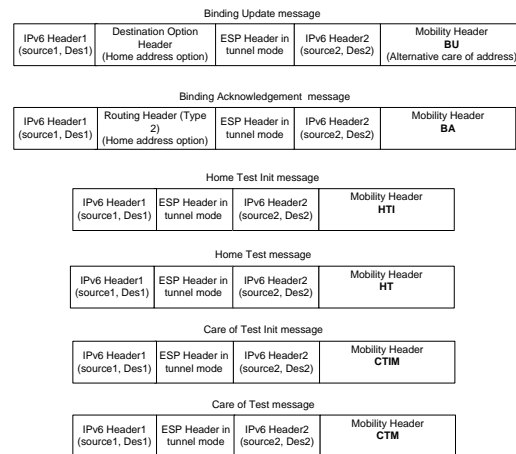 Binding Update message
IPv6 Header1
(source1, Des1)
Destination Option
Header
(Home address option)
ESP Header in
tunnel mode
IPv6 Header2
(source2, Des2)
Mobility Header
BU
(Alternative care of address)
Binding Acknowledgement message
IPv6 Header1
(source1, Des1)
Routing Header (Type
2)
(Home address option)
ESP Header in
tunnel mode
IPv6 Header2
(source2, Des2)
Mobility Header
BA
Home Test Init message
IPv6 Header1
(source1, Des1)
ESP Header in
tunnel mode
IPv6 Header2
(source2, Des2)
Mobility Header
HTI
Home Test message
IPv6 Header1
(source1, Des1)
ESP Header in
tunnel mode
IPv6 Header2
(source2, Des2)
Mobility Header
HT
Care of Test Init message
IPv6 Header1
(source1, Des1)
ESP Header in
tunnel mode
IPv6 Header2
(source2, Des2)
Mobility Header
CTIM
Care of Test message
IPv6 Header1
(source1, Des1)
ESP Header in
tunnel mode
IPv6 Header2
(source2, Des2)
Mobility Header
CTM